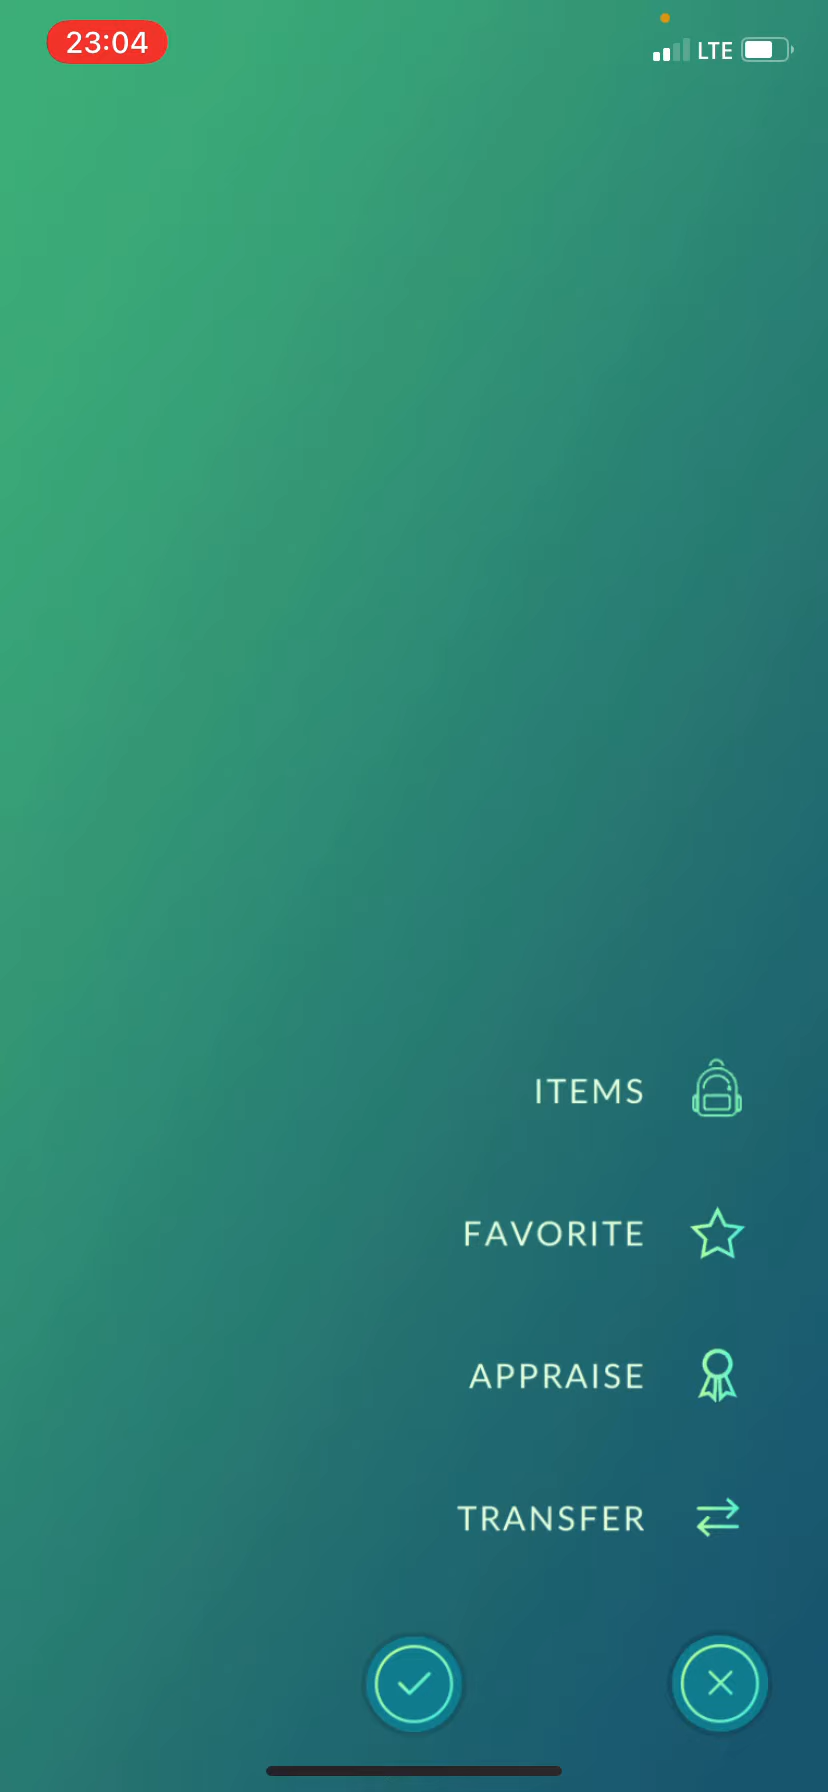 23:04
LTE
ITEMS
FAVORITE
APPRAISE
TRANSFER